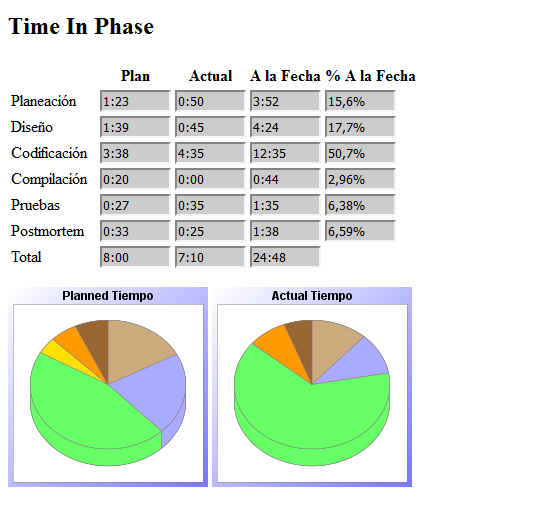 Time In Phase
Plan Actual A la Fecha % A la Fecha
Planeación 1:23 0:50 3:52 15,6%
Diseño 1:39 0:45 4:24 17,7%
Codificación 3:38 4:35 12:35 50,7%
Compilación 0:20 0:00 0:44 2,96%
Pruebas 0:27 0:35 1:35 6,38%
Postmortem 0:33 0:25 1:38 6,59%
Total 8:00 7:10 24:48
Planned Tiempo Actual Tiempo